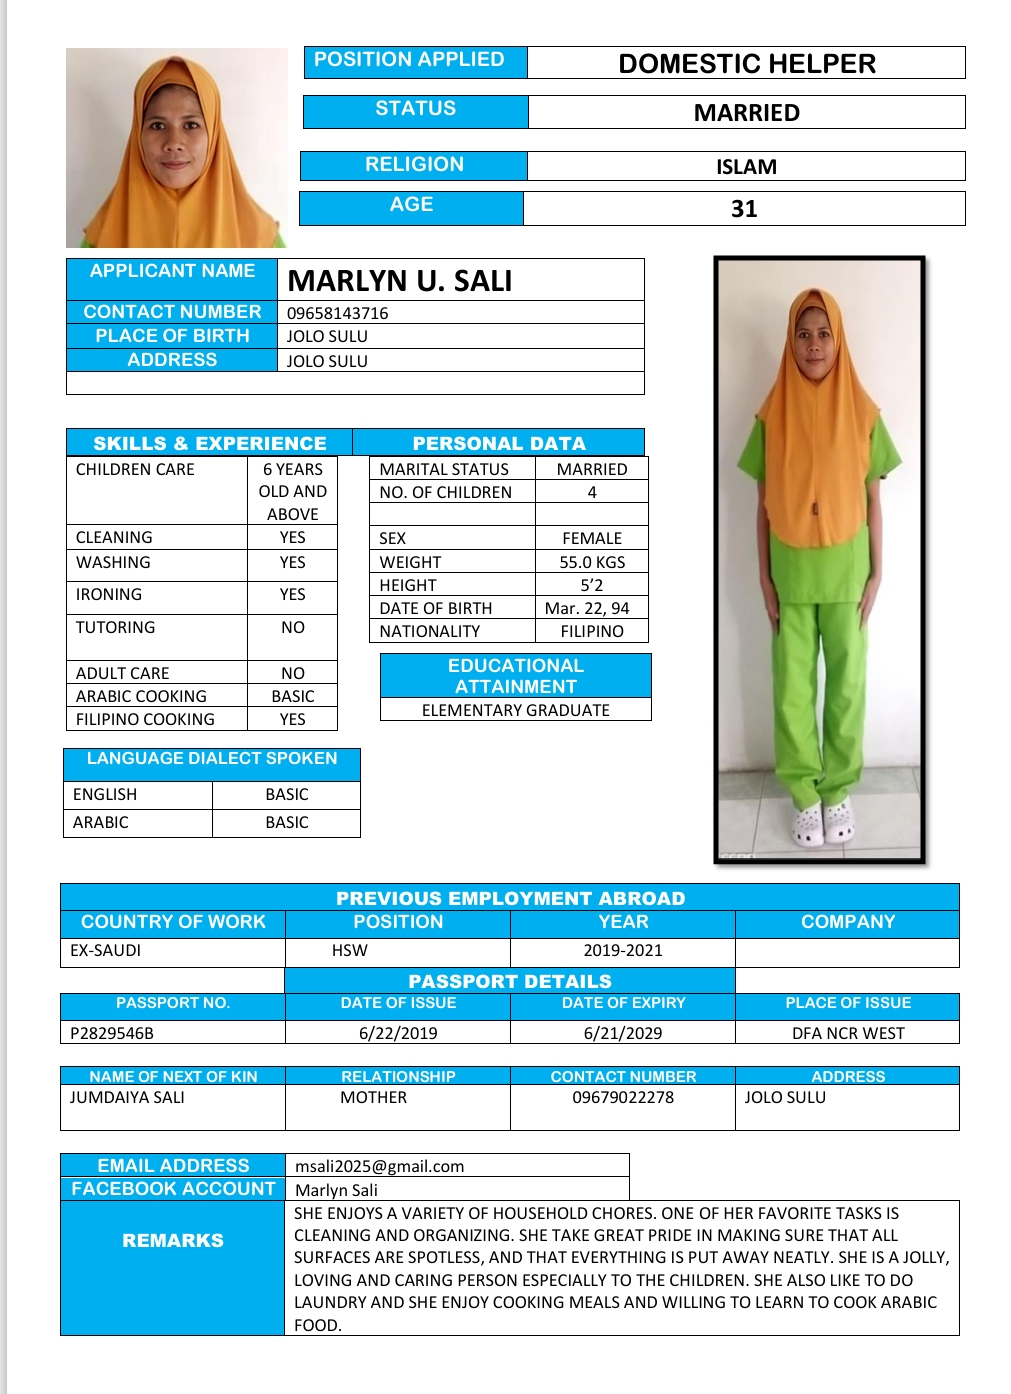 POSITION APPLIED DOMESTIC HELPER
STATUS MARRIED
RELIGION ISLAM
AGE 31
APPLICANT NAME MARLYN U. SALI
CONTACT NUMBER 09658143716
PLACE OF BIRTH JOLO SULU
ADDRESS JOLO SULU
SKILLS & EXPERIENCE
CHILDREN CARE 6 YEARS
OLD AND
ABOVE
CLEANING YES
WASHING YES
IRONING YES
TUTORING NO
ADULT CARE NO
ARABIC COOKING BASIC
FILIPINO COOKING YES
PERSONAL DATA
MARITAL STATUS MARRIED
NO. OF CHILDREN 4
SEX FEMALE
WEIGHT 55.0 KGS
HEIGHT 5’2
DATE OF BIRTH Mar. 22, 94
NATIONALITY FILIPINO
EDUCATIONAL
ATTAINMENT
ELEMENTARY GRADUATE
LANGUAGE DIALECT SPOKEN
ENGLISH BASIC
ARABIC BASIC
PREVIOUS EMPLOYMENT ABROAD
COUNTRY OF WORK POSITION YEAR COMPANY
EX-SAUDI HSW 2019-2021
PASSPORT DETAILS
PASSPORT NO. DATE OF ISSUE DATE OF EXPIRY PLACE OF ISSUE
P2829546B 6/22/2019 6/21/2029 DFA NCR WEST
NAME OF NEXT OF KIN RELATIONSHIP CONTACT NUMBER ADDRESS
JUMDAIYA SALI MOTHER 09679022278 JOLO SULU
EMAIL ADDRESS msali2025@gmail.com
FACEBOOK ACCOUNT Marlyn Sali
REMARKS
SHE ENJOYS A VARIETY OF HOUSEHOLD CHORES. ONE OF HER FAVORITE TASKS IS
CLEANING AND ORGANIZING. SHE TAKE GREAT PRIDE IN MAKING SURE THAT ALL
SURFACES ARE SPOTLESS, AND THAT EVERYTHING IS PUT AWAY NEATLY. SHE IS A JOLLY,
LOVING AND CARING PERSON ESPECIALLY TO THE CHILDREN. SHE ALSO LIKE TO DO
LAUNDRY AND SHE ENJOY COOKING MEALS AND WILLING TO LEARN TO COOK ARABIC
FOOD.